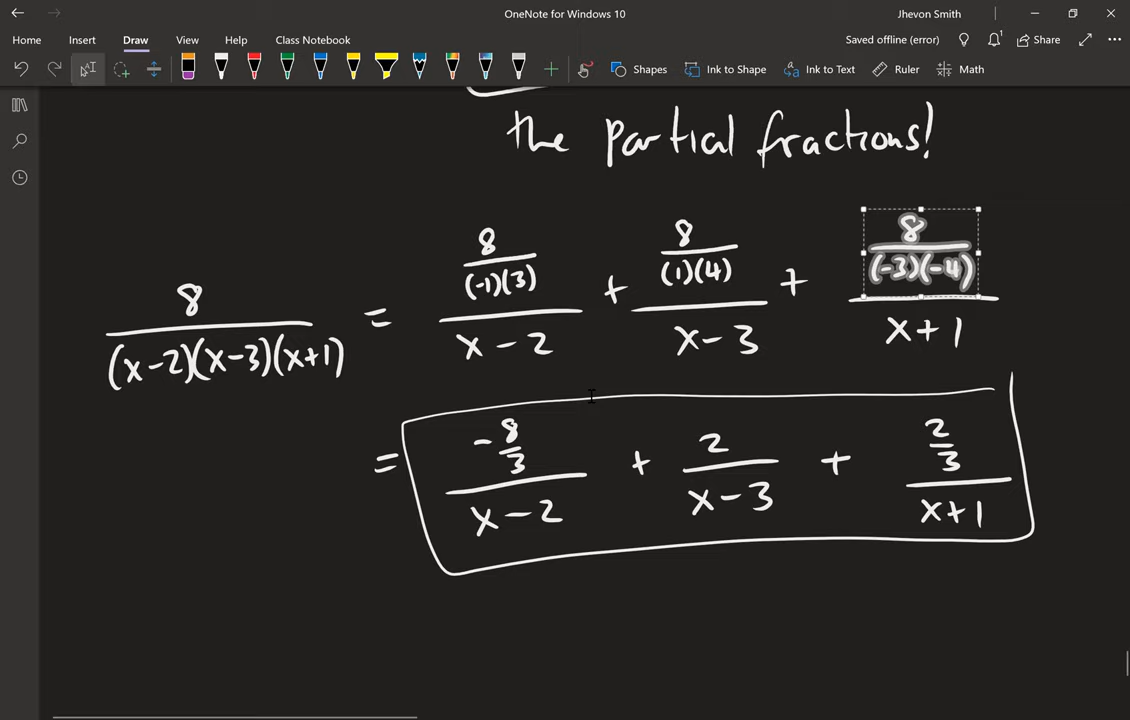 OneNote for Windows 10
Jhevon Smith
Home Insert Draw View Help Class Notebook
Saved offline (error) 1 Share
Shapes Ink to Shape Ink to Text Ruler Math
the partial fractions!
8/((x-2)(x-3)(x+1)) = (8/((-1)(3)))/(x-2) + (8/((1)(4)))/(x-3) + (8/((-3)(-4)))/(x+1)
= (-8/3)/(x-2) + 2/(x-3) + (2/3)/(x+1)